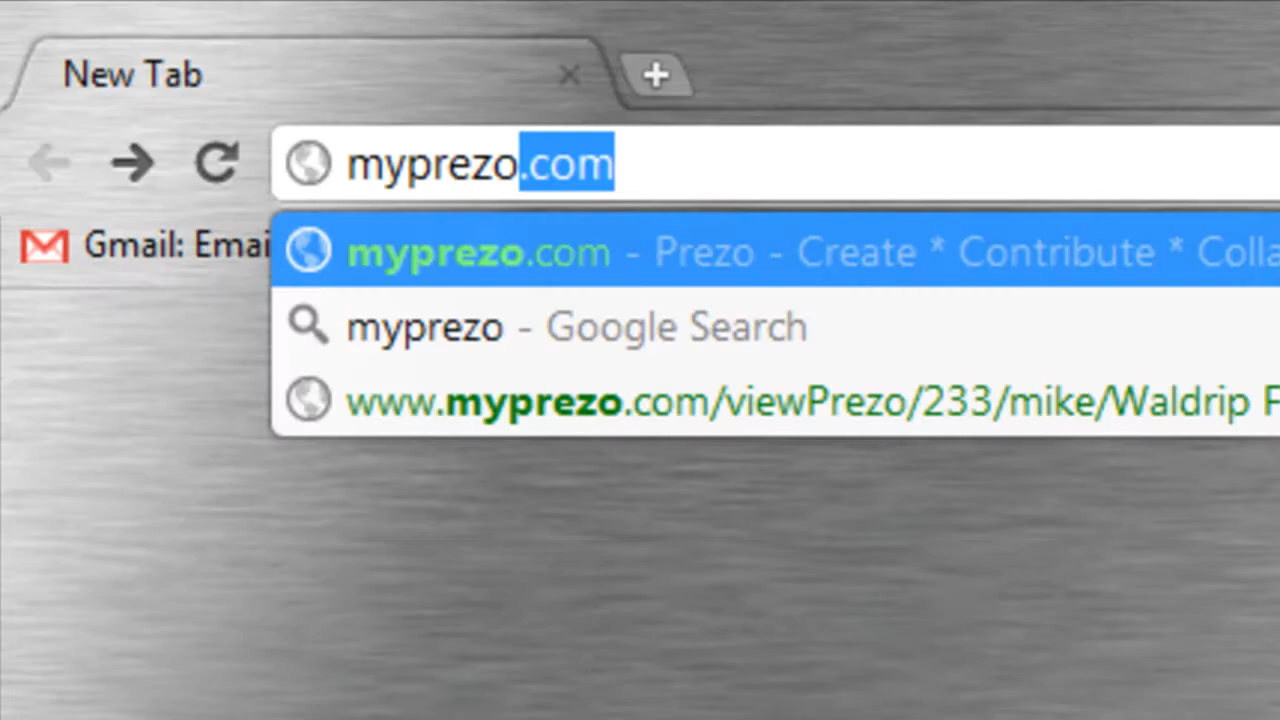 New Tab
myprezo.com
Gmail: Emai
myprezo.com - Prezo - Create * Contribute * Colla
myprezo - Google Search
www.myprezo.com/viewPrezo/233/mike/Waldrip F